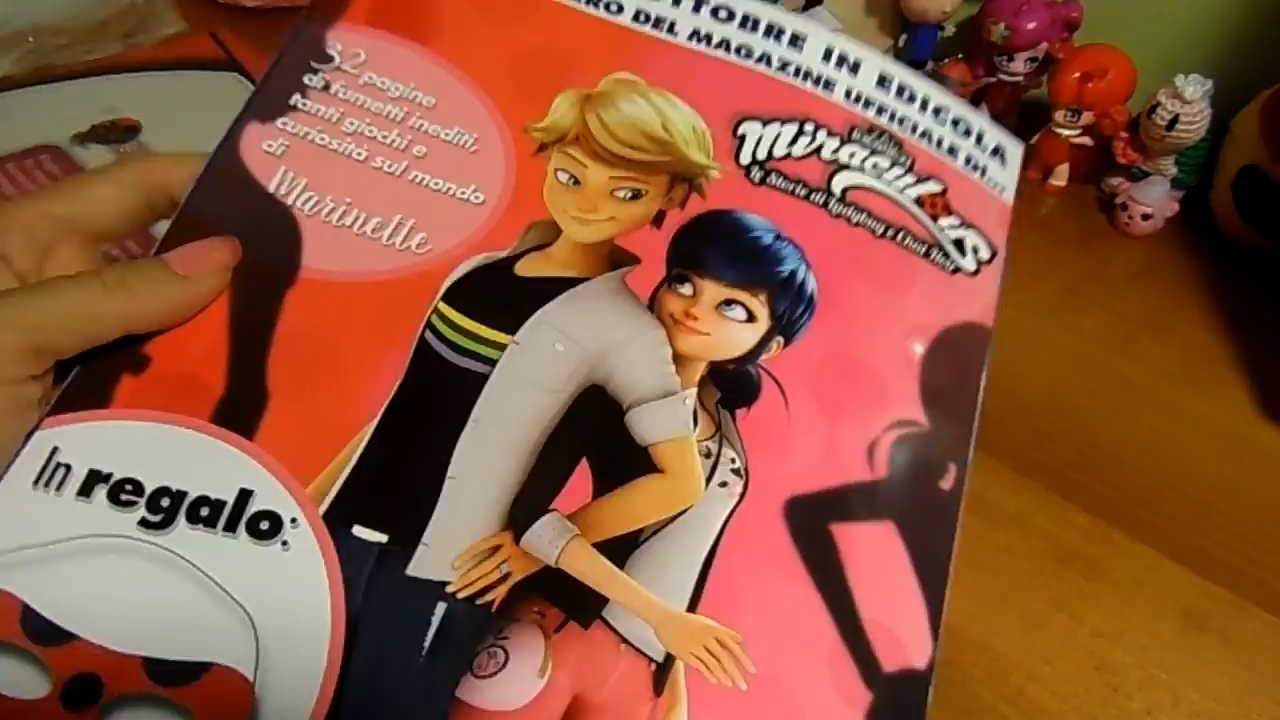 OTTOBRE IN EDICOLA
RO DEL MAGAZINE UFFICIALE DI
32 pagine
di fumetti inediti,
tanti giochi e
curiosità sul mondo
di
Marinette
Miraculous
Le Storie di Ladybug e Chat Noir
In regalo: